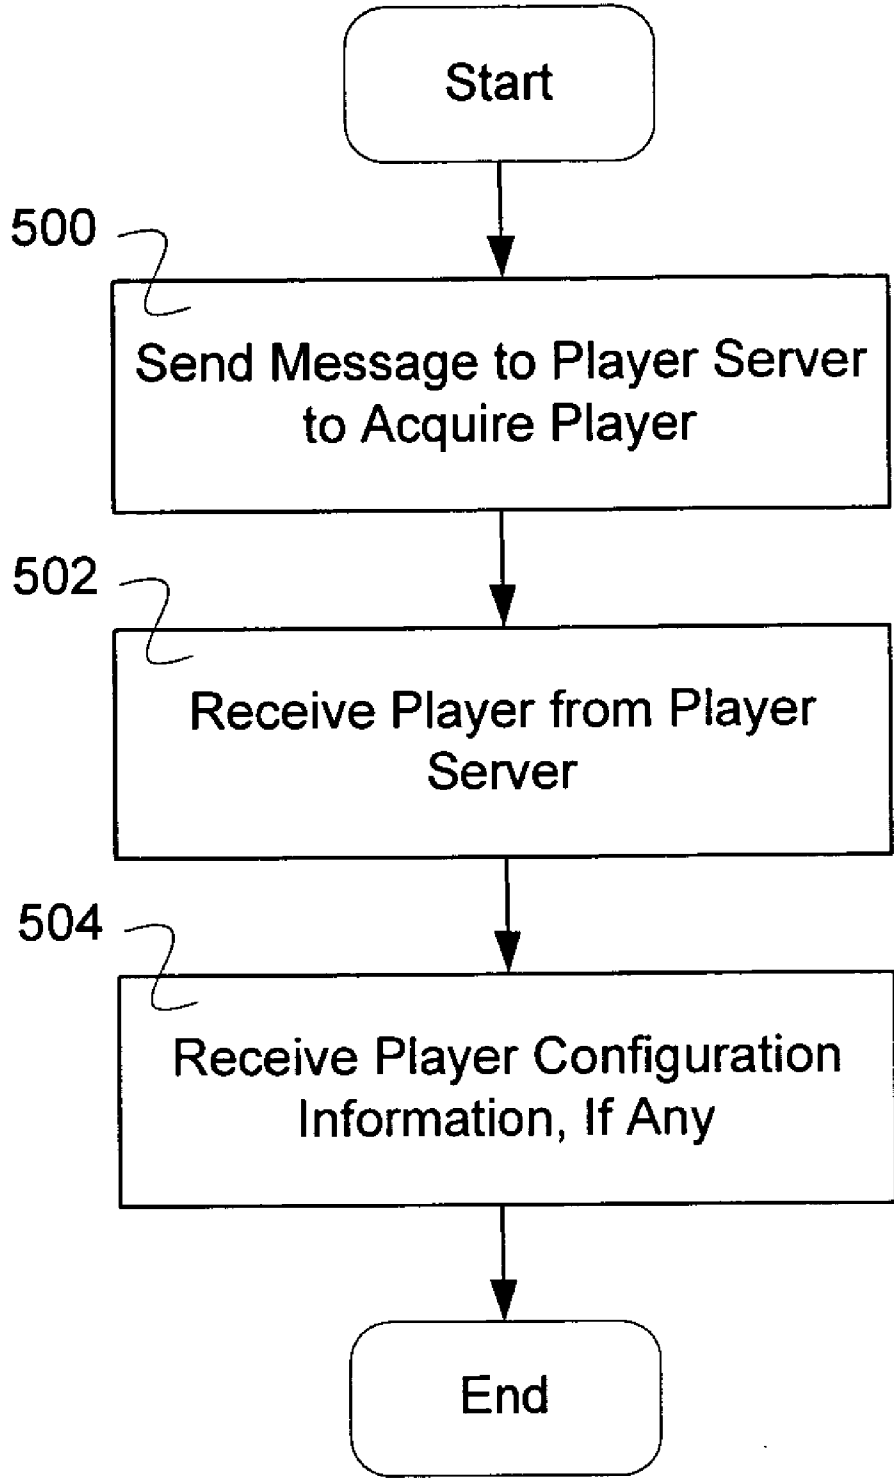 Start
500
Send Message to Player Server
to Acquire Player
502
Receive Player from Player
Server
504
Receive Player Configuration
Information, If Any
End